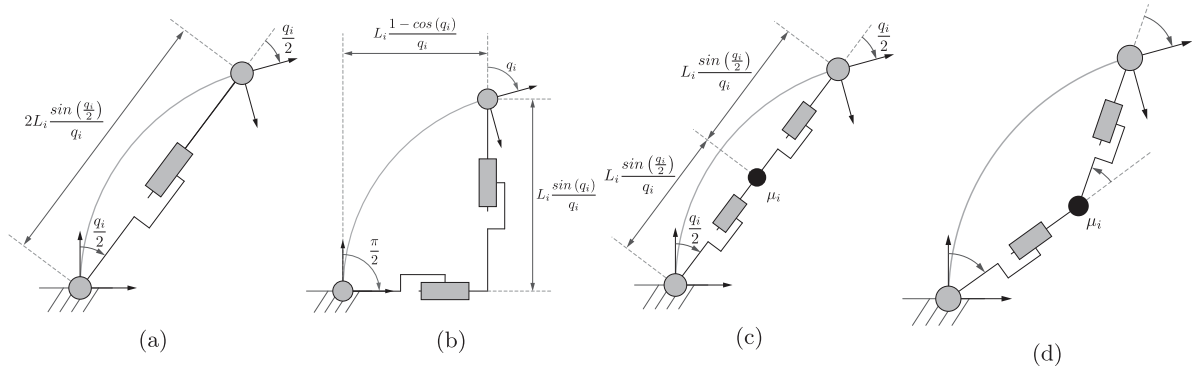 2L_i sin(q_i/2)/q_i
q_i/2
q_i/2
(a)
L_i 1 − cos(q_i)/q_i
q_i
L_i sin(q_i)/q_i
π/2
(b)
L_i sin(q_i/2)/q_i
L_i sin(q_i/2)/q_i
q_i/2
q_i/2
μ_i
(c)
μ_i
(d)